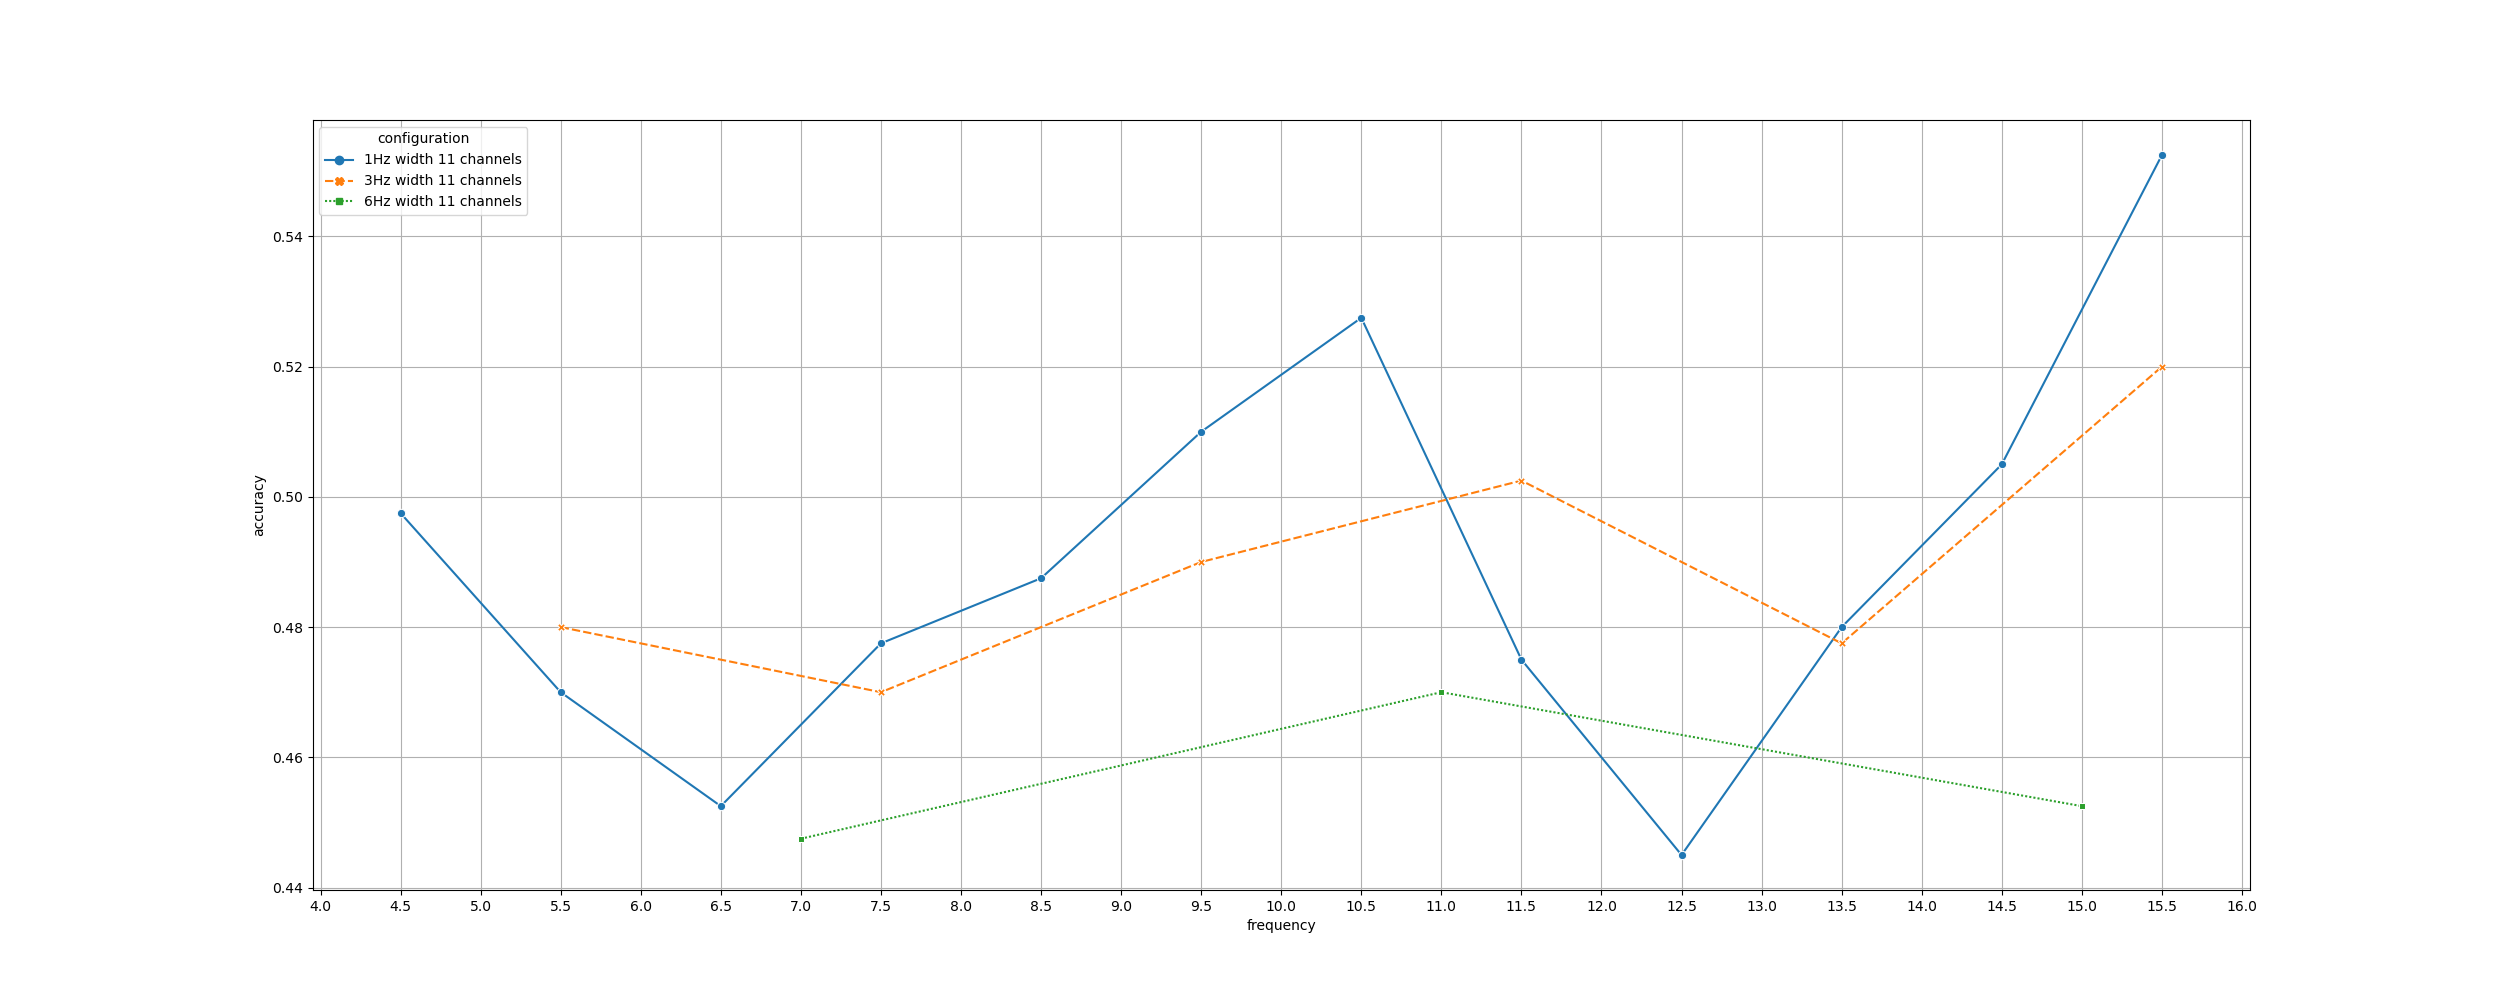 configuration
1Hz width 11 channels
3Hz width 11 channels
6Hz width 11 channels
0.54
0.52
0.50
0.48
0.46
0.44
accuracy
4.0 4.5 5.0 5.5 6.0 6.5 7.0 7.5 8.0 8.5 9.0 9.5 10.0 10.5 11.0 11.5 12.0 12.5 13.0 13.5 14.0 14.5 15.0 15.5 16.0
frequency